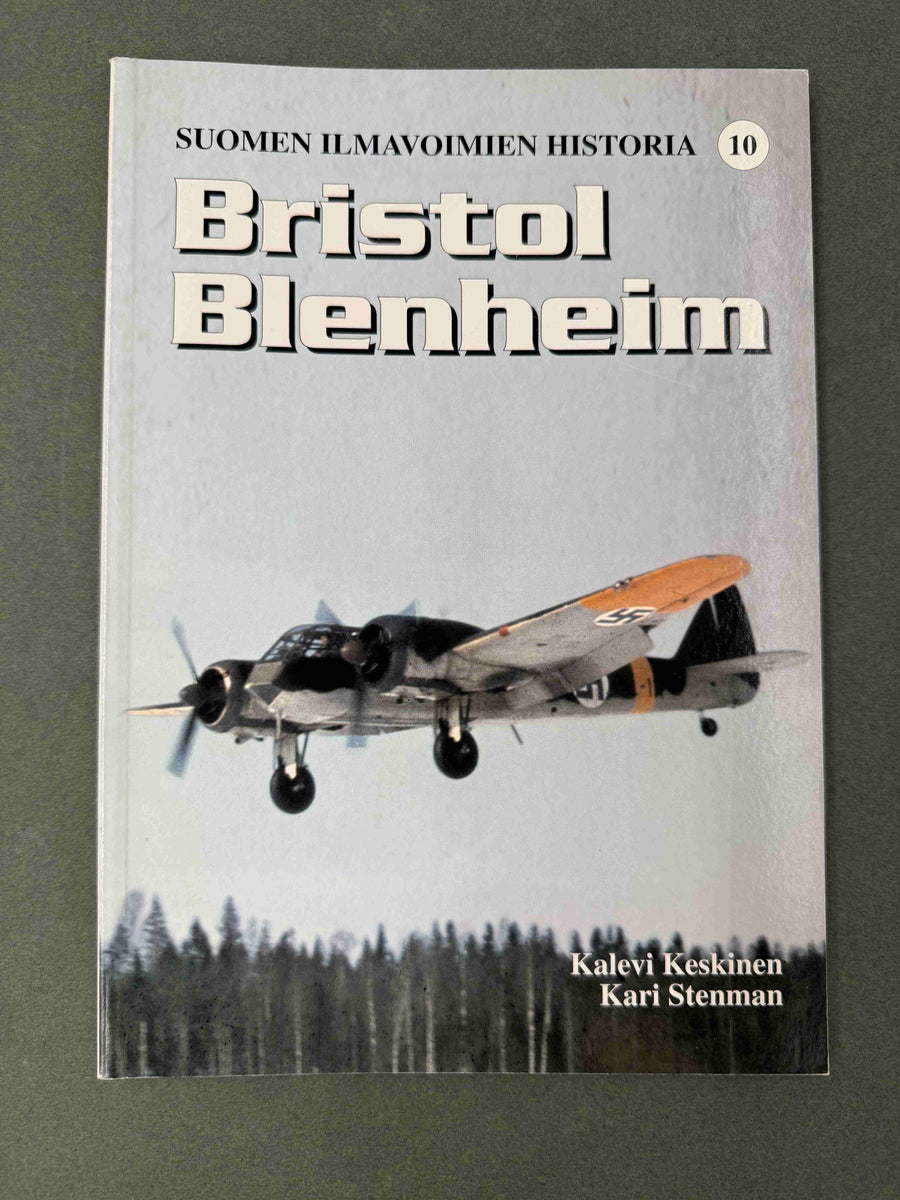 SUOMEN ILMAVOIMIEN HISTORIA 10
Bristol
Blenheim
Kalevi Keskinen
Kari Stenman